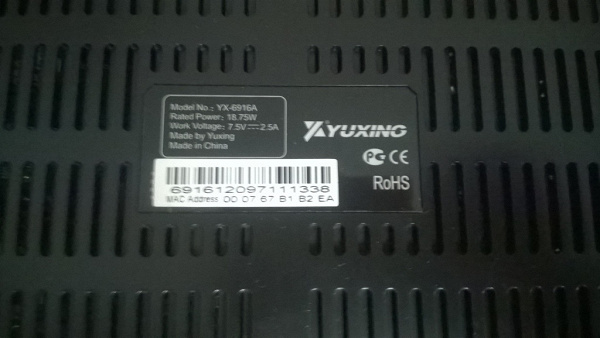 Model No.: YX-6916A
Rated Power: 18.75W
Work Voltage: 7.5V⎓2.5A
Made by Yuxing
Made in China
YUXING®
PG CE
RoHS
691612097111338
MAC Address 00 07 67 B1 B2 EA